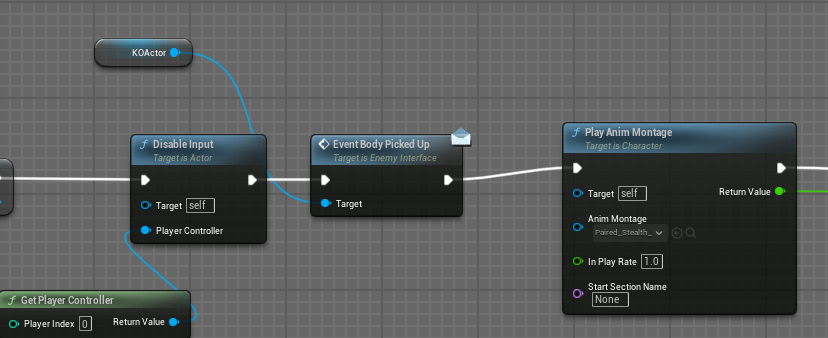 KOActor
f Disable Input
Target is Actor
Target self
Player Controller
Event Body Picked Up
Target is Enemy Interface
Target
f Play Anim Montage
Target is Character
Target self
Return Value
Anim Montage
Paired_Stealth_
In Play Rate 1.0
Start Section Name
None
f Get Player Controller
Player Index 0
Return Value